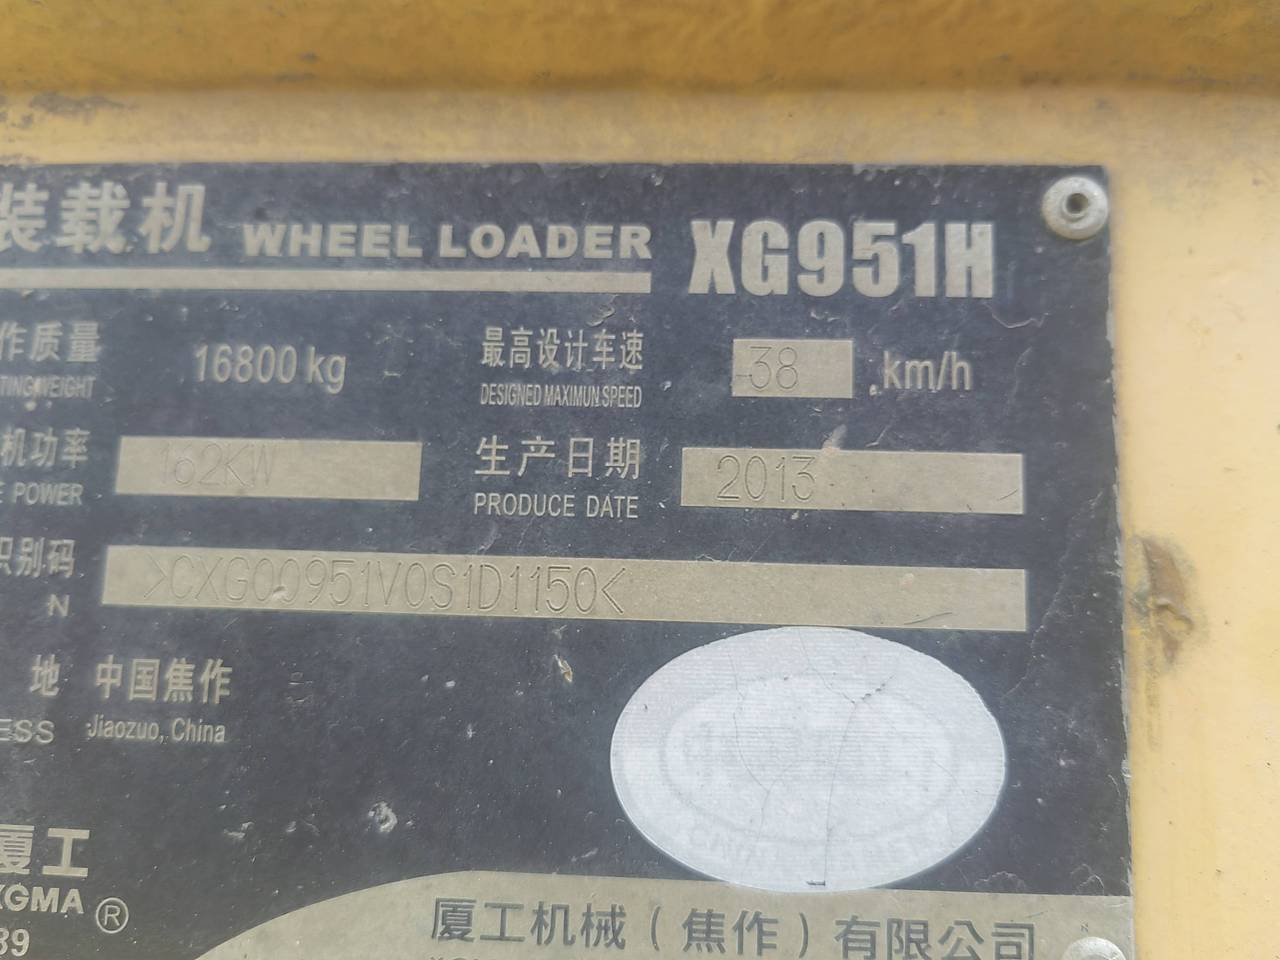 装载机 WHEEL LOADER XG951H
作质量 16800 kg 最高设计车速 38 km/h
TING WEIGHT DESIGNED MAXIMUN SPEED
机功率 162KW 生产日期 2013
E POWER PRODUCE DATE
识别码 >CXG00951V0S1D1150<
N
地 中国焦作
ESS Jiaozuo, China
厦工
XGMA ®
39
厦工机械（焦作）有限公司